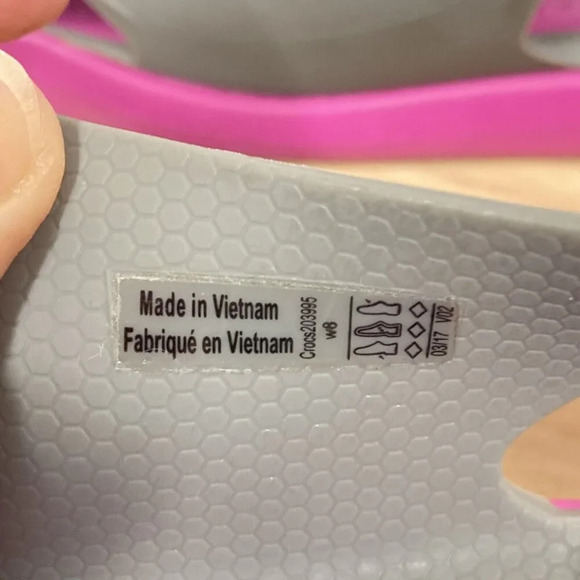 Made in Vietnam
Fabriqué en Vietnam
Crocs203995
w8
03/17 V02